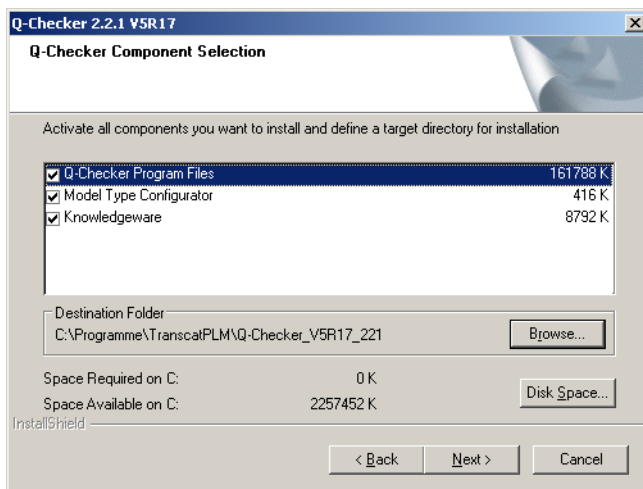 Q-Checker 2.2.1 V5R17
Q-Checker Component Selection
Activate all components you want to install and define a target directory for installation
Q-Checker Program Files 161788 K
Model Type Configurator 416 K
Knowledgeware 8792 K
Destination Folder
C:\Programme\TranscatPLM\Q-Checker_V5R17_221 Browse...
Space Required on C: 0 K
Space Available on C: 2257452 K
Disk Space...
InstallShield
< Back Next > Cancel